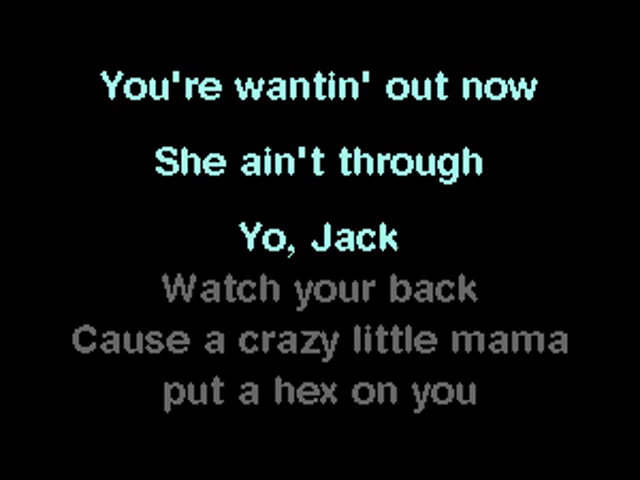 You're wantin' out now
She ain't through
Yo, Jack
Watch your back
Cause a crazy little mama
put a hex on you